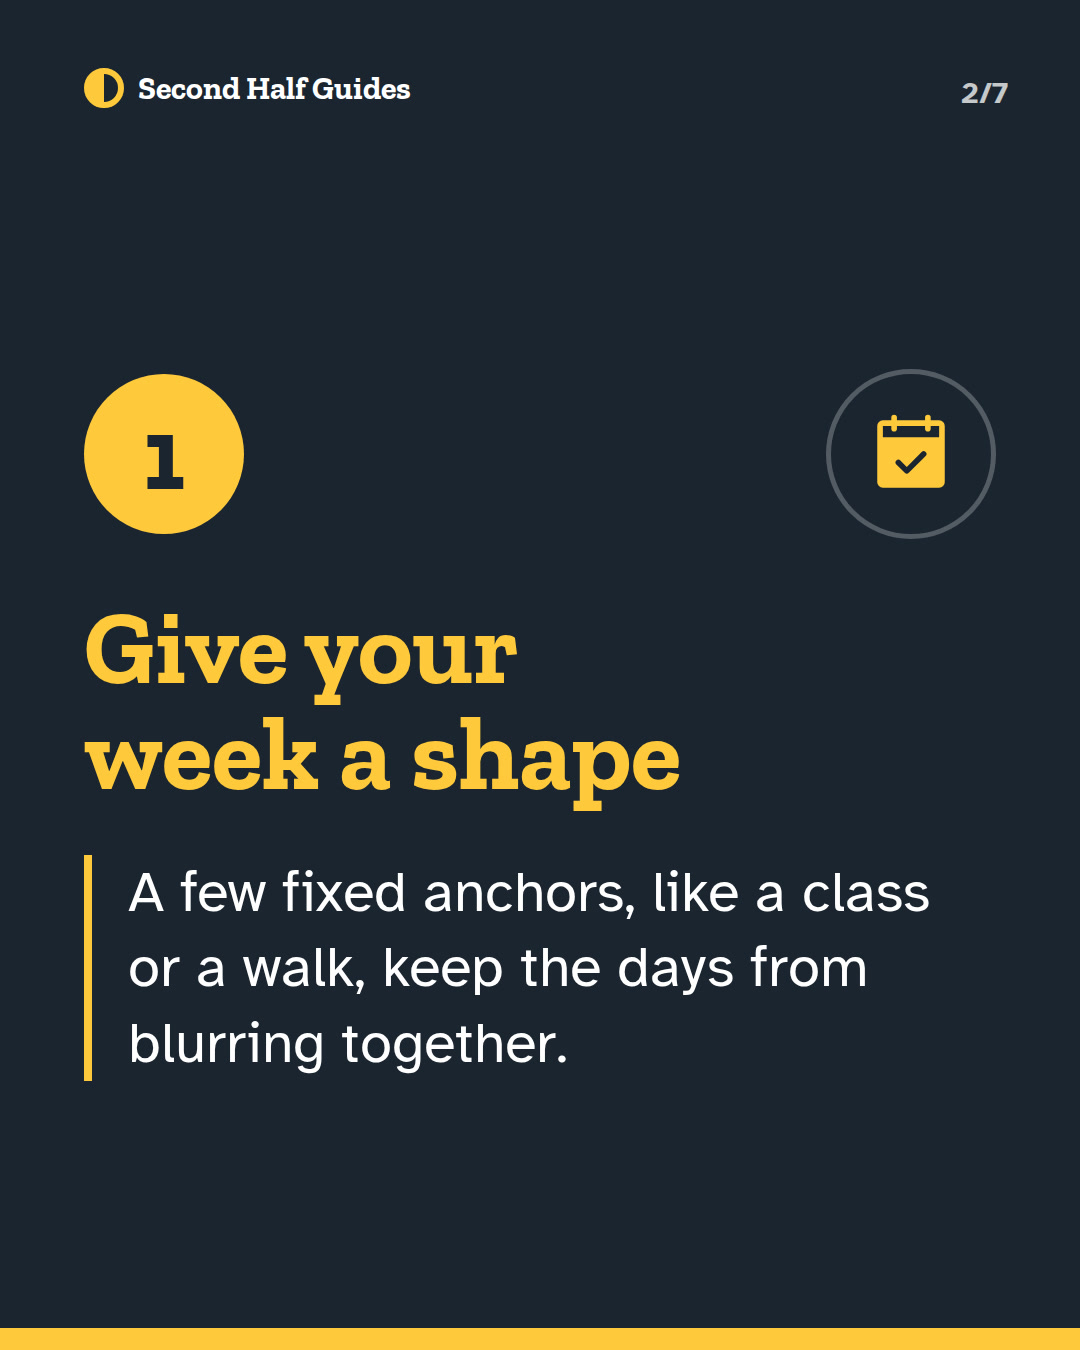 Second Half Guides
2/7
1
Give your
week a shape
A few fixed anchors, like a class
or a walk, keep the days from
blurring together.